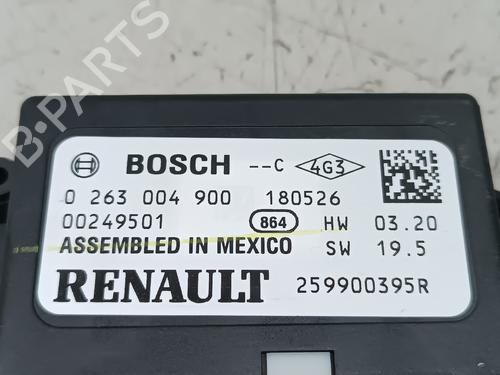 B-PARTS
BOSCH --C 4G3
0 263 004 900 180526
00249501 864 HW 03.20
ASSEMBLED IN MEXICO SW 19.5
RENAULT 259900395R